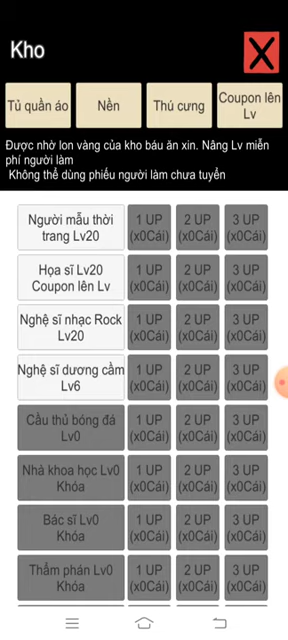 Kho
X
Tủ quần áo
Nền
Thú cưng
Coupon lên
Lv
Được nhờ lon vàng của kho báu ăn xin. Nâng Lv miễn
phí người làm
Không thể dùng phiếu người làm chưa tuyển
Người mẫu thời
trang Lv20
1 UP
(x0Cái)
2 UP
(x0Cái)
3 UP
(x0Cái)
Họa sĩ Lv20
Coupon lên Lv
1 UP
(x0Cái)
2 UP
(x0Cái)
3 UP
(x0Cái)
Nghệ sĩ nhạc Rock
Lv20
1 UP
(x0Cái)
2 UP
(x0Cái)
3 UP
(x0Cái)
Nghệ sĩ dương cầm
Lv6
1 UP
(x0Cái)
2 UP
(x0Cái)
3 UP
(x0Cái)
Cầu thủ bóng đá
Lv0
1 UP
(x0Cái)
2 UP
(x0Cái)
3 UP
(x0Cái)
Nhà khoa học Lv0
Khóa
1 UP
(x0Cái)
2 UP
(x0Cái)
3 UP
(x0Cái)
Bác sĩ Lv0
Khóa
1 UP
(x0Cái)
2 UP
(x0Cái)
3 UP
(x0Cái)
Thẩm phán Lv0
Khóa
1 UP
(x0Cái)
2 UP
(x0Cái)
3 UP
(x0Cái)